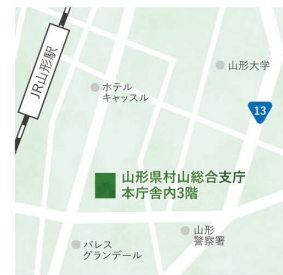 JR山形駅
山形大学
ホテル
キャッスル
13
山形県村山総合支庁
本庁舎内3階
山形
警察署
パレス
グランデール